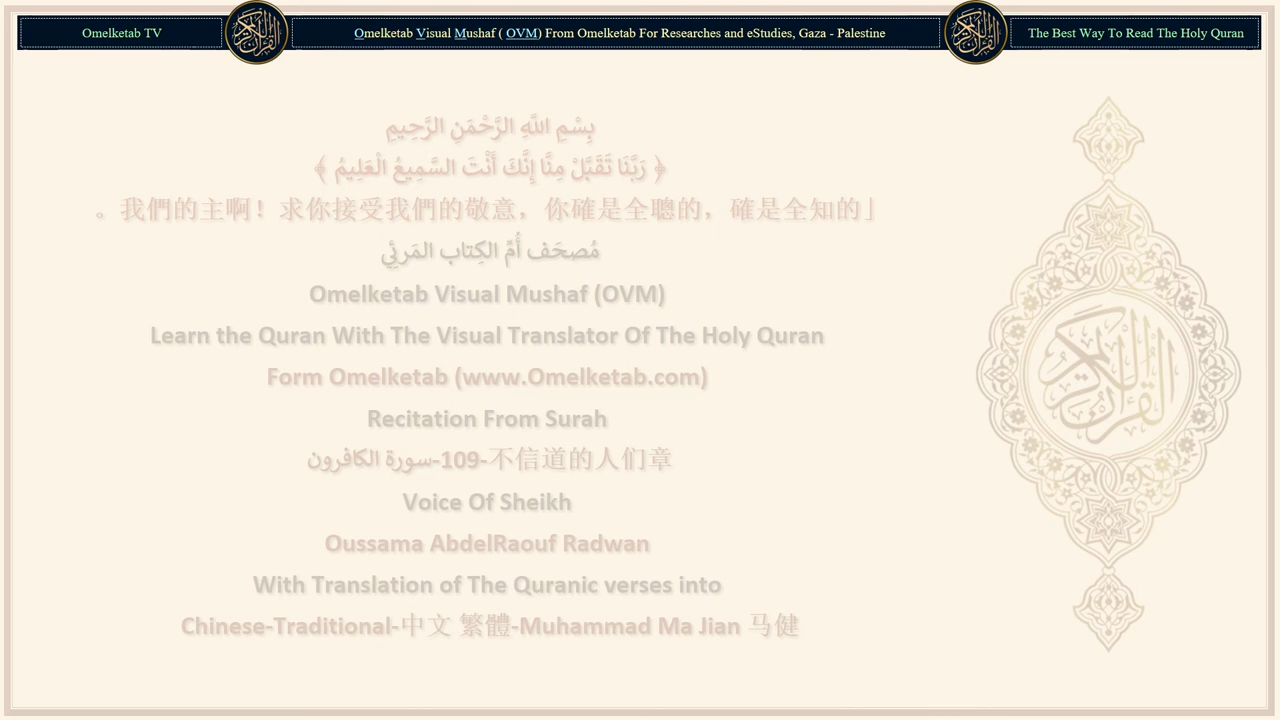 Omelketab TV
Omelketab Visual Mushaf ( OVM) From Omelketab For Researches and eStudies, Gaza - Palestine
The Best Way To Read The Holy Quran
بِسْمِ اللَّهِ الرَّحْمَنِ الرَّحِيمِ
﴿ رَبَّنَا تَقَبَّلْ مِنَّا إِنَّكَ أَنْتَ السَّمِيعُ الْعَلِيمُ ﴾
。我們的主啊！求你接受我們的敬意，你確是全聰的，確是全知的」
مُصحَف أُمِّ الكِتاب المَرئِي
Omelketab Visual Mushaf (OVM)
Learn the Quran With The Visual Translator Of The Holy Quran
Form Omelketab (www.Omelketab.com)
Recitation From Surah
سورة الكافرون-109-不信道的人们章
Voice Of Sheikh
Oussama AbdelRaouf Radwan
With Translation of The Quranic verses into
Chinese-Traditional-中文 繁體-Muhammad Ma Jian 马健
القرآن الكريم